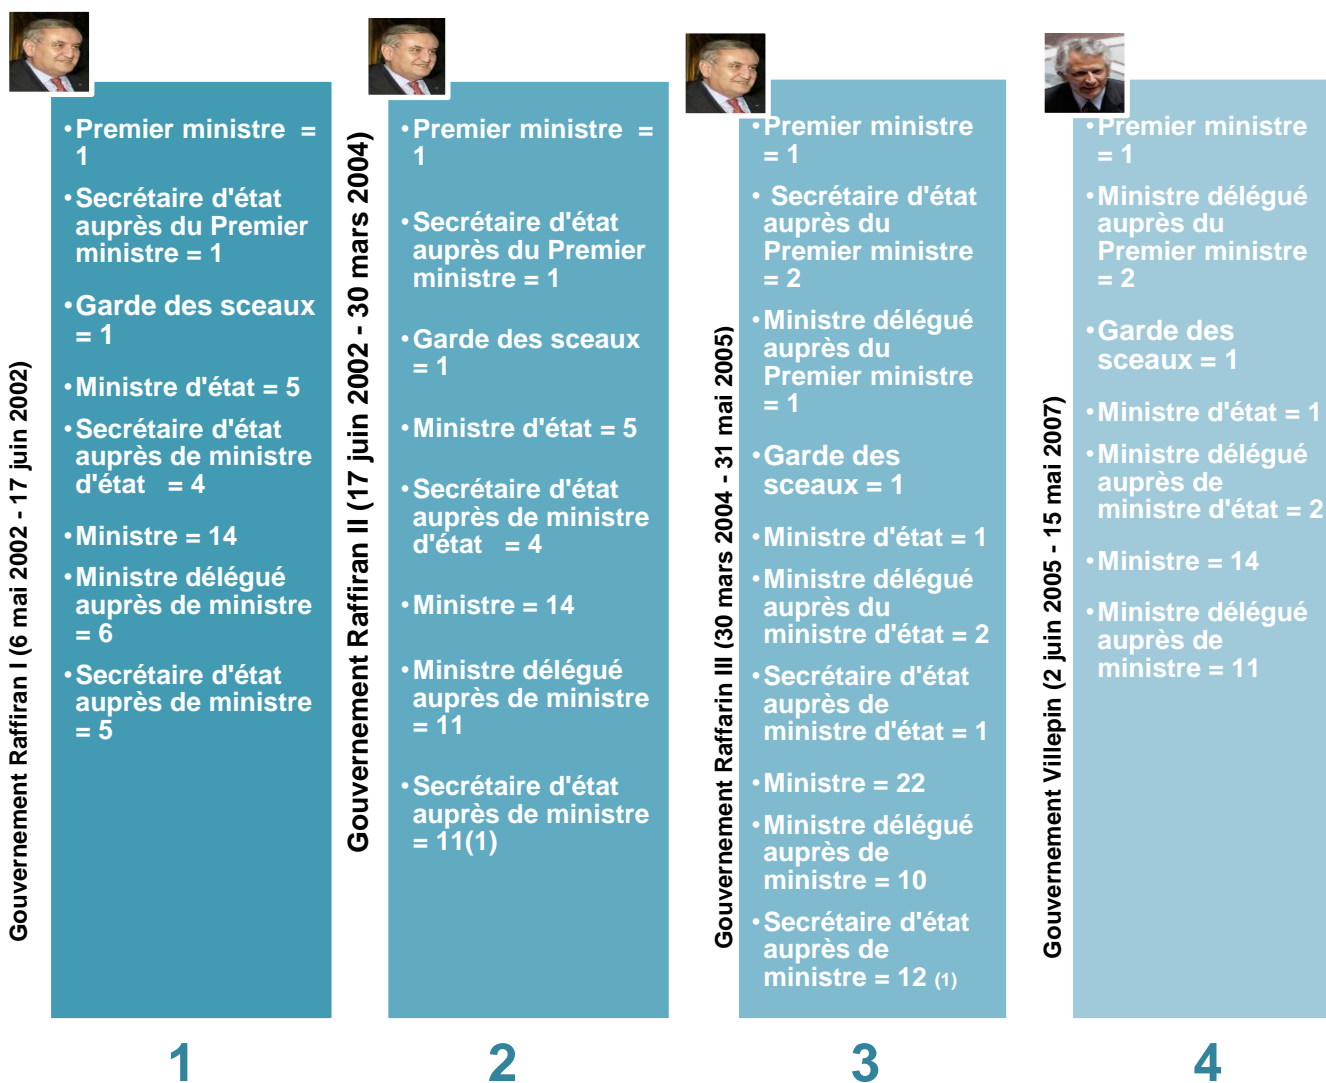 Gouvernement Raffiran I (6 mai 2002 - 17 juin 2002)
•Premier ministre =
1
•Secrétaire d'état
auprès du Premier
ministre = 1
•Garde des sceaux
= 1
•Ministre d'état = 5
•Secrétaire d'état
auprès de ministre
d'état = 4
•Ministre = 14
•Ministre délégué
auprès de ministre
= 6
•Secrétaire d'état
auprès de ministre
= 5
1
Gouvernement Raffiran II (17 juin 2002 - 30 mars 2004)
•Premier ministre =
1
•Secrétaire d'état
auprès du Premier
ministre = 1
•Garde des sceaux
= 1
•Ministre d'état = 5
•Secrétaire d'état
auprès de ministre
d'état = 4
•Ministre = 14
•Ministre délégué
auprès de ministre
= 11
•Secrétaire d'état
auprès de ministre
= 11(1)
2
Gouvernement Raffarin III (30 mars 2004 - 31 mai 2005)
•Premier ministre
= 1
• Secrétaire d'état
auprès du
Premier ministre
= 2
•Ministre délégué
auprès du
Premier ministre
= 1
•Garde des
sceaux = 1
•Ministre d'état = 1
•Ministre délégué
auprès du
ministre d'état = 2
•Secrétaire d'état
auprès de
ministre d'état = 1
•Ministre = 22
•Ministre délégué
auprès de
ministre = 10
•Secrétaire d'état
auprès de
ministre = 12 (1)
3
Gouvernement Villepin (2 juin 2005 - 15 mai 2007)
•Premier ministre
= 1
•Ministre délégué
auprès du
Premier ministre
= 2
•Garde des
sceaux = 1
•Ministre d'état = 1
•Ministre délégué
auprès de
ministre d'état = 2
•Ministre = 14
•Ministre délégué
auprès de
ministre = 11
4